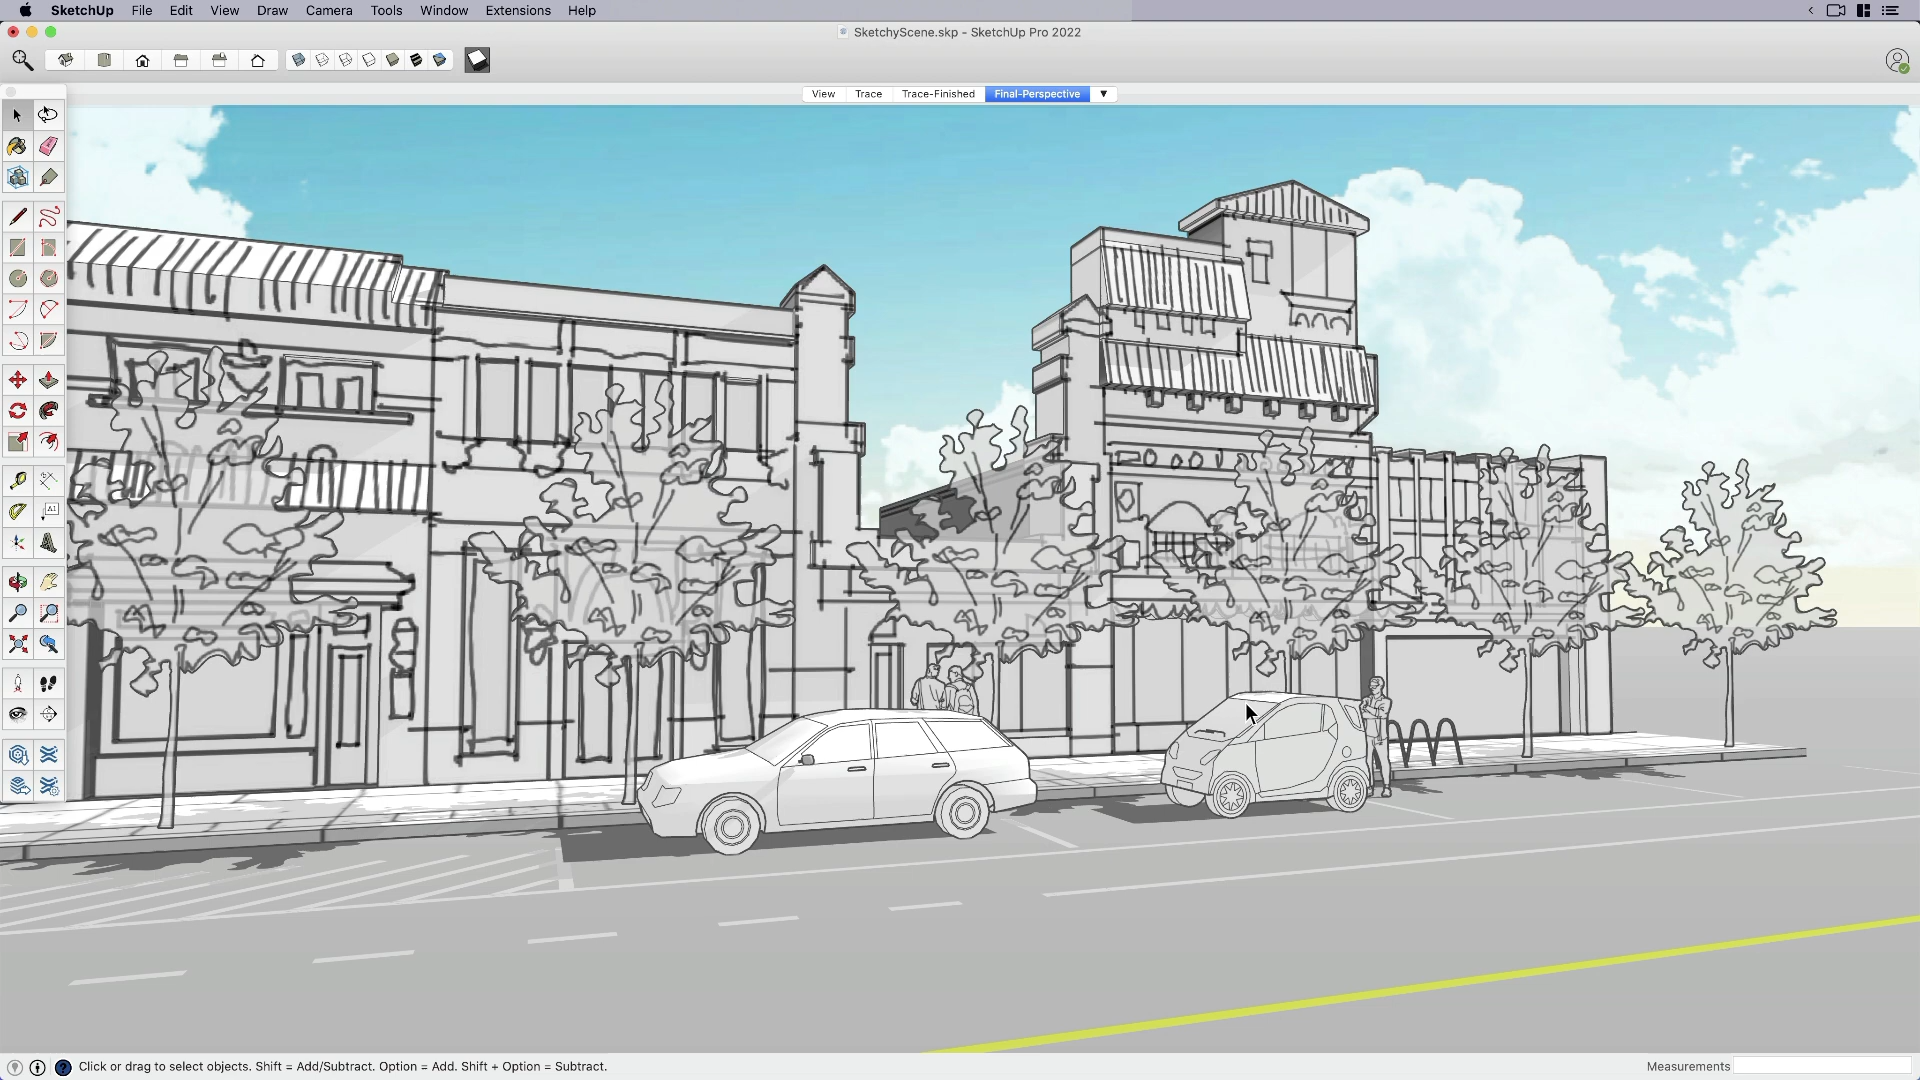 SketchUp File Edit View Draw Camera Tools Window Extensions Help
SketchyScene.skp - SketchUp Pro 2022
View Trace Trace-Finished Final-Perspective
A1
Click or drag to select objects. Shift = Add/Subtract. Option = Add. Shift + Option = Subtract.
Measurements